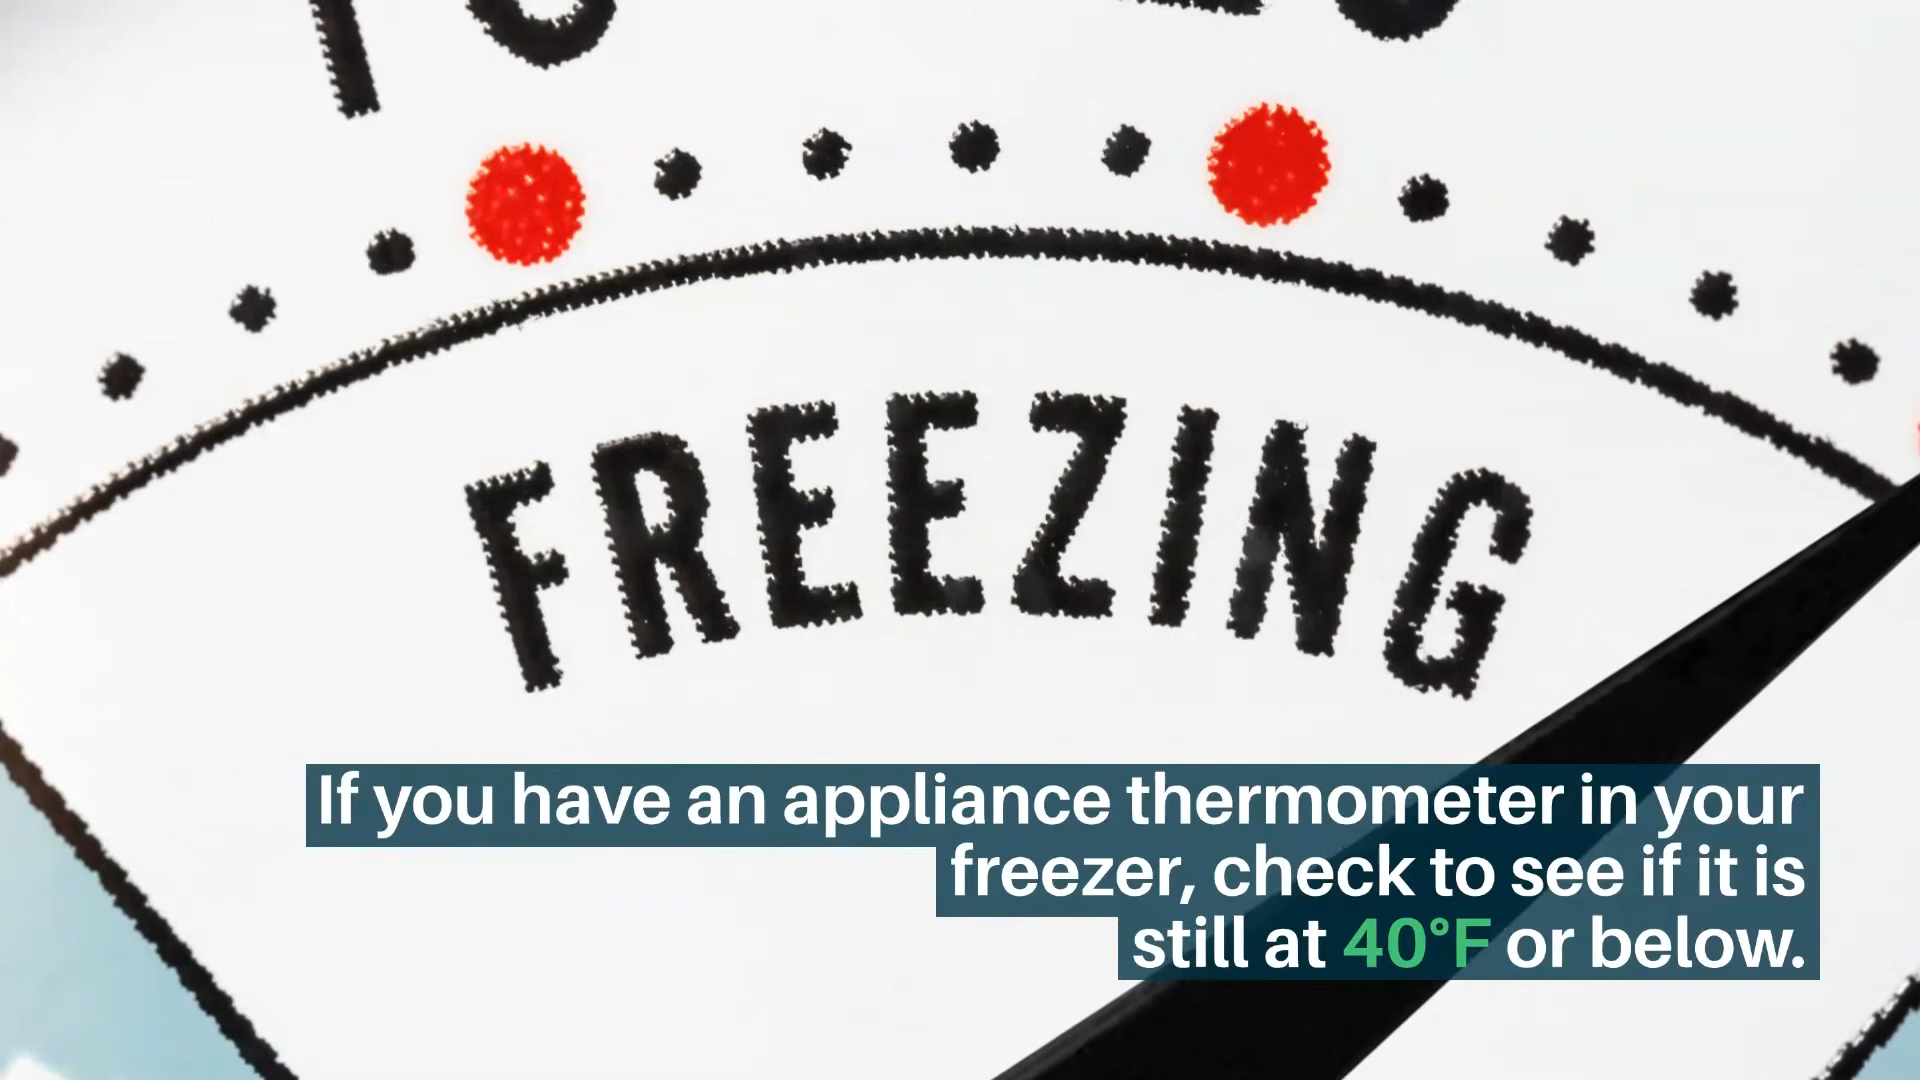 FREEZING
If you have an appliance thermometer in your
freezer, check to see if it is
still at 40°F or below.